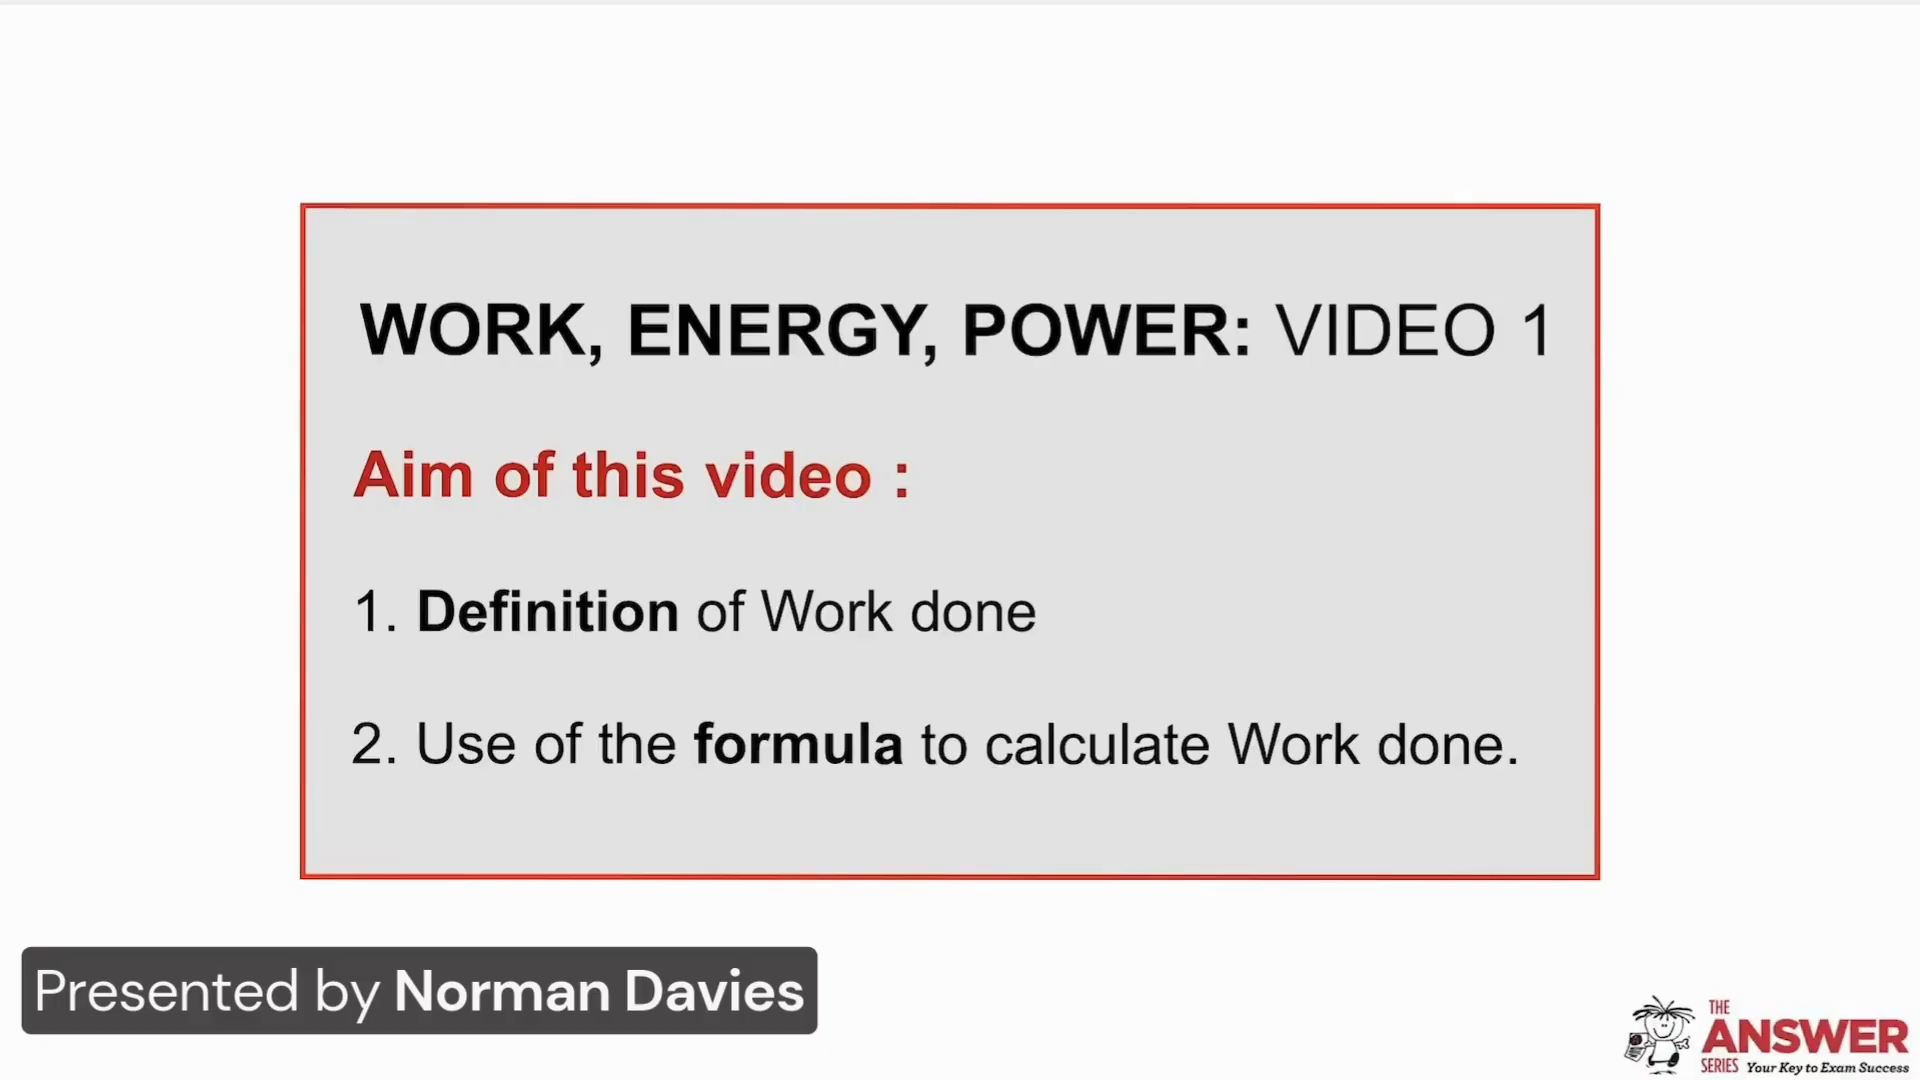 WORK, ENERGY, POWER: VIDEO 1
Aim of this video :
1. Definition of Work done
2. Use of the formula to calculate Work done.
Presented by Norman Davies
THE
ANSWER
SERIES Your Key to Exam Success